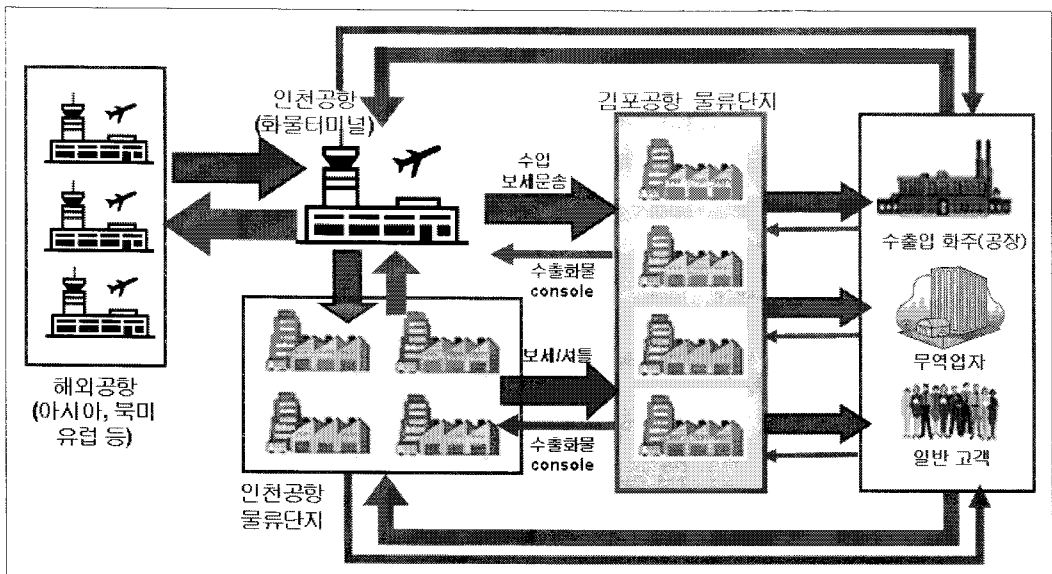 인천공항
(화물터미널)
김포공항 물류단지
수입
보세운송
수출입 화주(공장)
수출화물
console
무역업자
보세/셔틀
해외공항
(아시아, 북미
유럽 등)
일반 고객
수출화물
console
인천공항
물류단지